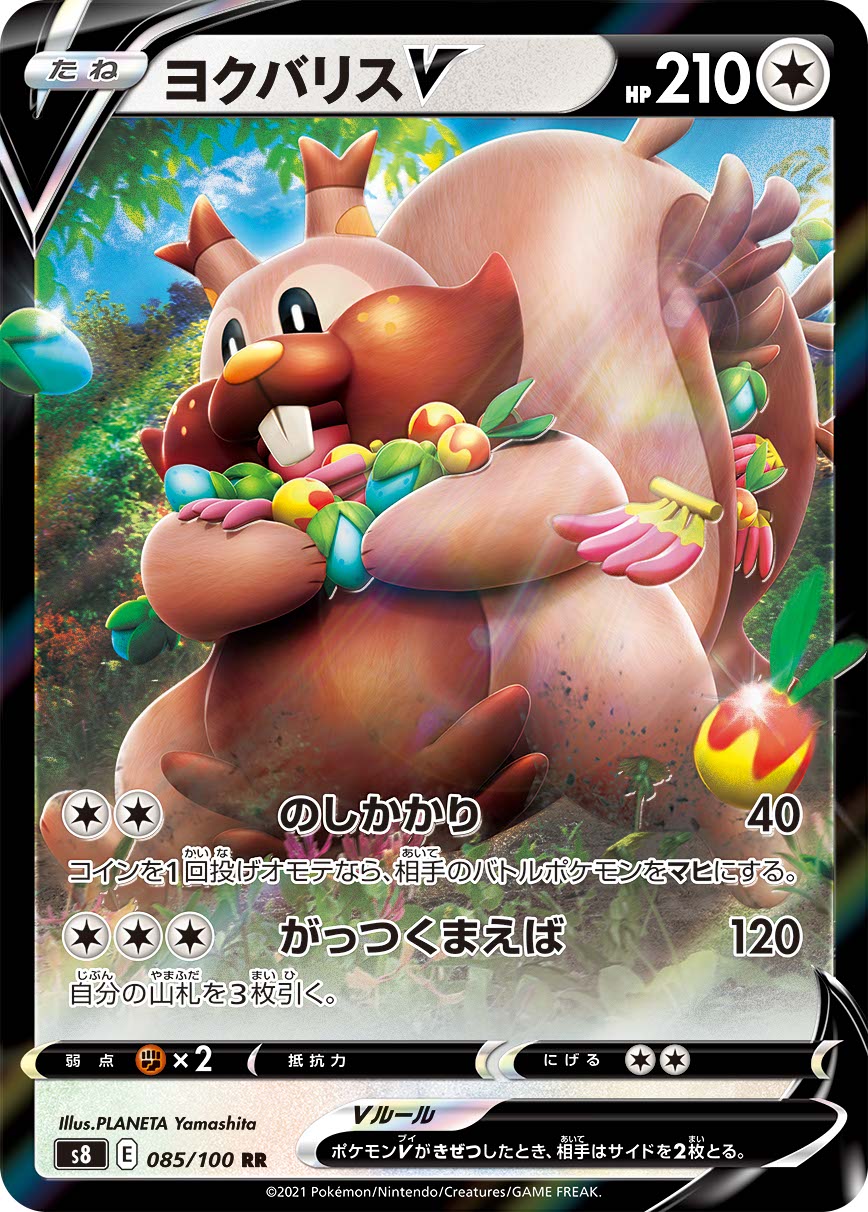 たね ヨクバリスV HP 210
のしかかり 40
コインを1回投げオモテなら、相手のバトルポケモンをマヒにする。
がっつくまえば 120
自分の山札を3枚引く。
弱点 ×2 抵抗力 にげる
Illus.PLANETA Yamashita
Vルール
ポケモンVがきぜつしたとき、相手はサイドを2枚とる。
s8 E 085/100 RR
©2021 Pokémon/Nintendo/Creatures/GAME FREAK.